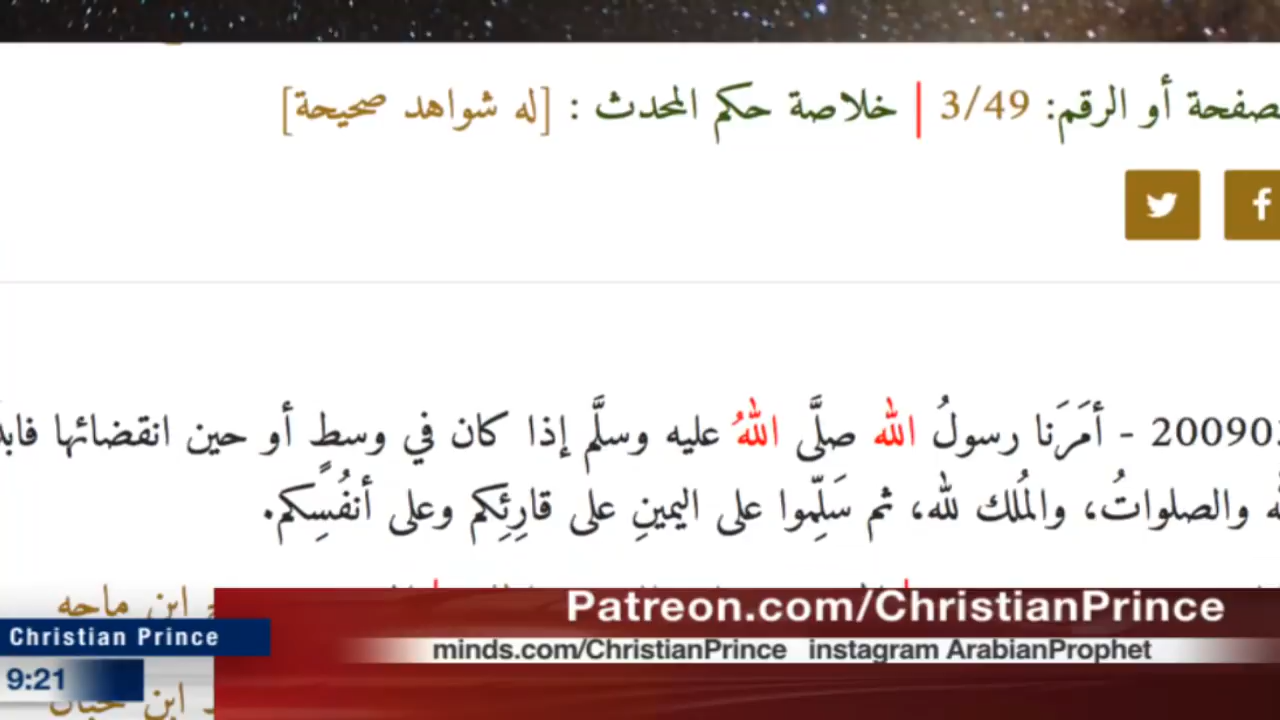 صفحة أو الرقم: 3/49 | خلاصة حكم المحدث : [له شواهد صحيحة]
- أمَرَنا رسولُ الله صلَّى اللهُ عليه وسلَّم إذا كان في وسطٍ أو حين انقضائها
والصلواتُ، والمُلك لله، ثم سَلِّموا على اليمينِ على قارِئِكم وعلى أنفُسِكم.
ابن ماجه
ابن حبان
Patreon.com/ChristianPrince
Christian Prince
minds.com/ChristianPrince instagram ArabianProphet
9:21